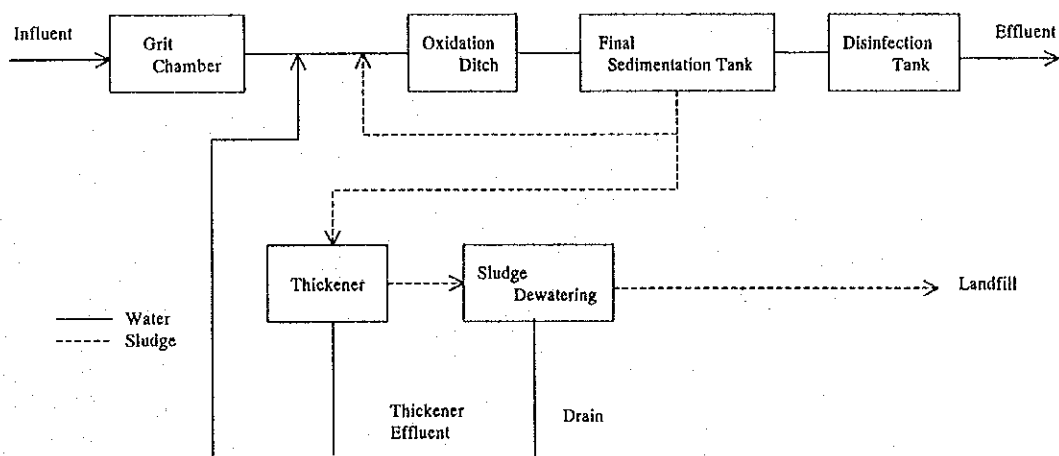 Influent
Grit
Chamber
Oxidation
Ditch
Final
Sedimentation Tank
Disinfection
Tank
Effluent
Thickener
Sludge
Dewatering
Landfill
Water
Sludge
Thickener
Effluent
Drain